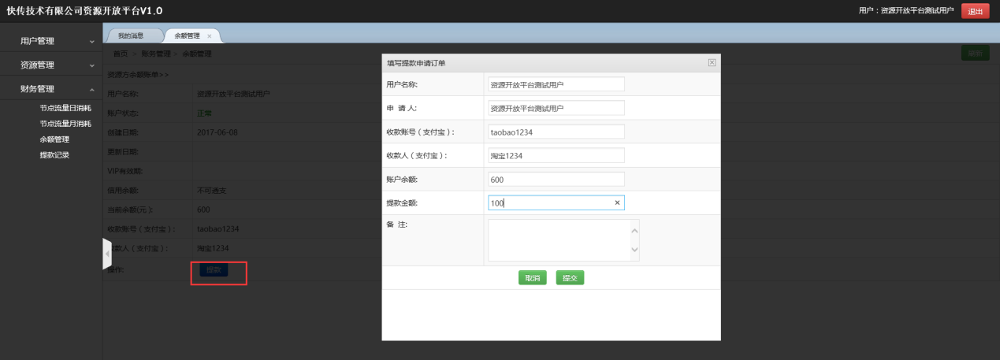 快传技术有限公司资源开放平台V1.0
用户：资源开放平台测试用户 退出
用户管理
资源管理
财务管理
节点流量日消耗
节点流量月消耗
余额管理
提款记录
我的消息 余额管理 ×
首页 > 账务管理 > 余额管理 刷新
资源方余额账单>>
用户名称: 资源开放平台测试用户
账户状态: 正常
创建日期: 2017-06-08
更新日期:
VIP有效期:
信用余额: 不可透支
当前余额(元): 600
收款账号（支付宝）: taobao1234
收款人（支付宝）: 淘宝1234
操作: 提款
填写提款申请订单
用户名称: 资源开放平台测试用户
申 请 人: 资源开放平台测试用户
收款账号（支付宝）: taobao1234
收款人（支付宝）: 淘宝1234
账户余额: 600
提款金额: 100 ×
备 注:
取消 提交